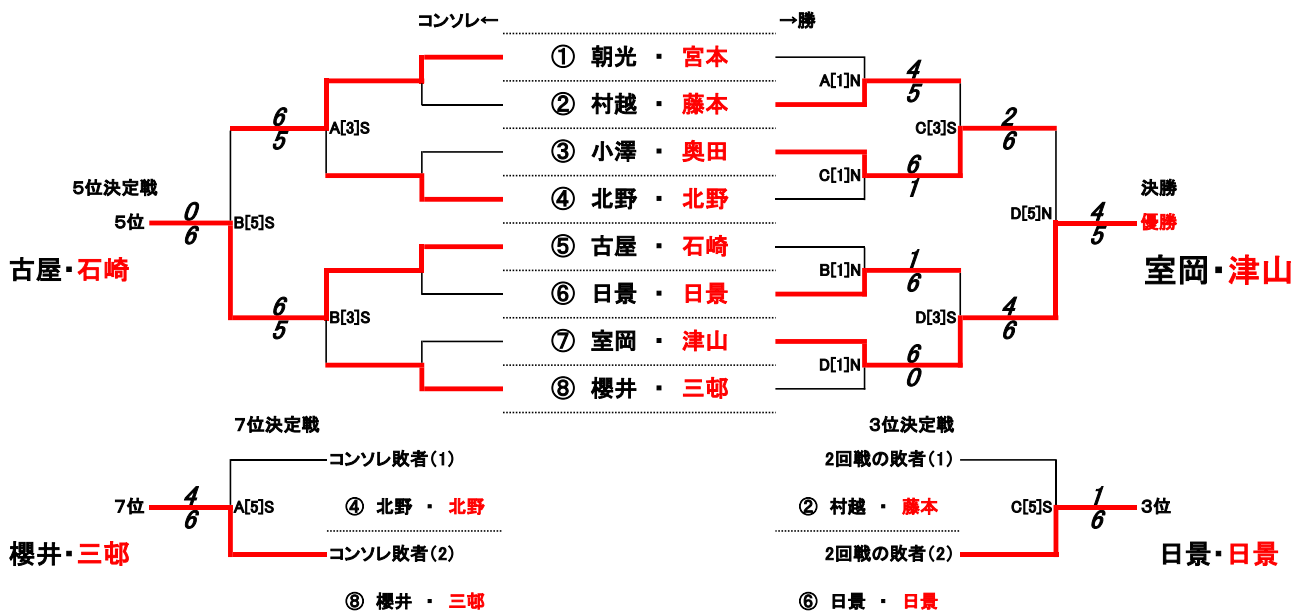 コンソレ← →勝
① 朝光 ・ 宮本
A[1]N 4
② 村越 ・ 藤本 5
6 A[3]S C[3]S 2
5 6
③ 小澤 ・ 奥田
C[1]N 6
5位決定戦 1 決勝
④ 北野 ・ 北野
5位 0 B[5]S D[5]N 4 優勝
6 5
⑤ 古屋 ・ 石崎
古屋・石崎 B[1]N 1 室岡・津山
6
⑥ 日景 ・ 日景
6 B[3]S D[3]S 4
5 6
⑦ 室岡 ・ 津山
D[1]N 6
0
⑧ 櫻井 ・ 三邨
7位決定戦 3位決定戦
コンソレ敗者(1) 2回戦の敗者(1)
7位 4 A[5]S ④ 北野 ・ 北野 ② 村越 ・ 藤本 C[5]S 1 3位
6 6
櫻井・三邨 コンソレ敗者(2) 2回戦の敗者(2) 日景・日景
⑧ 櫻井 ・ 三邨 ⑥ 日景 ・ 日景